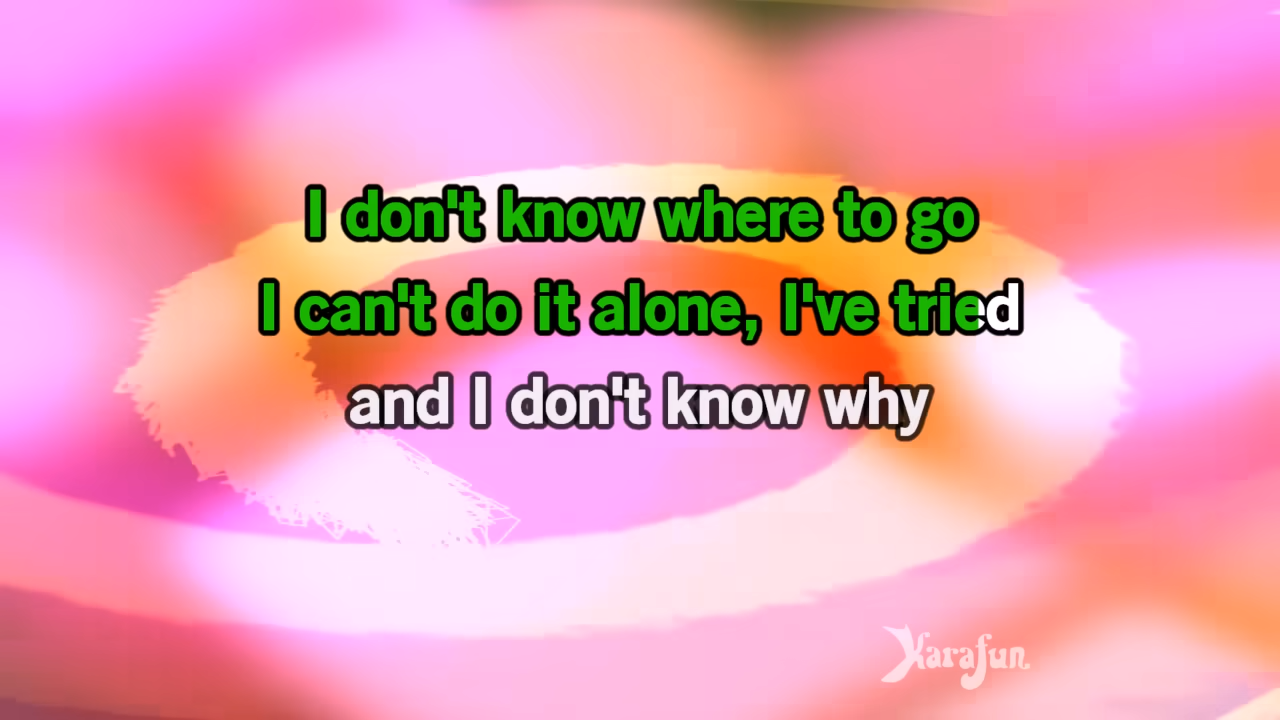 I don't know where to go
I can't do it alone, I've tried
and I don't know why
Karafun